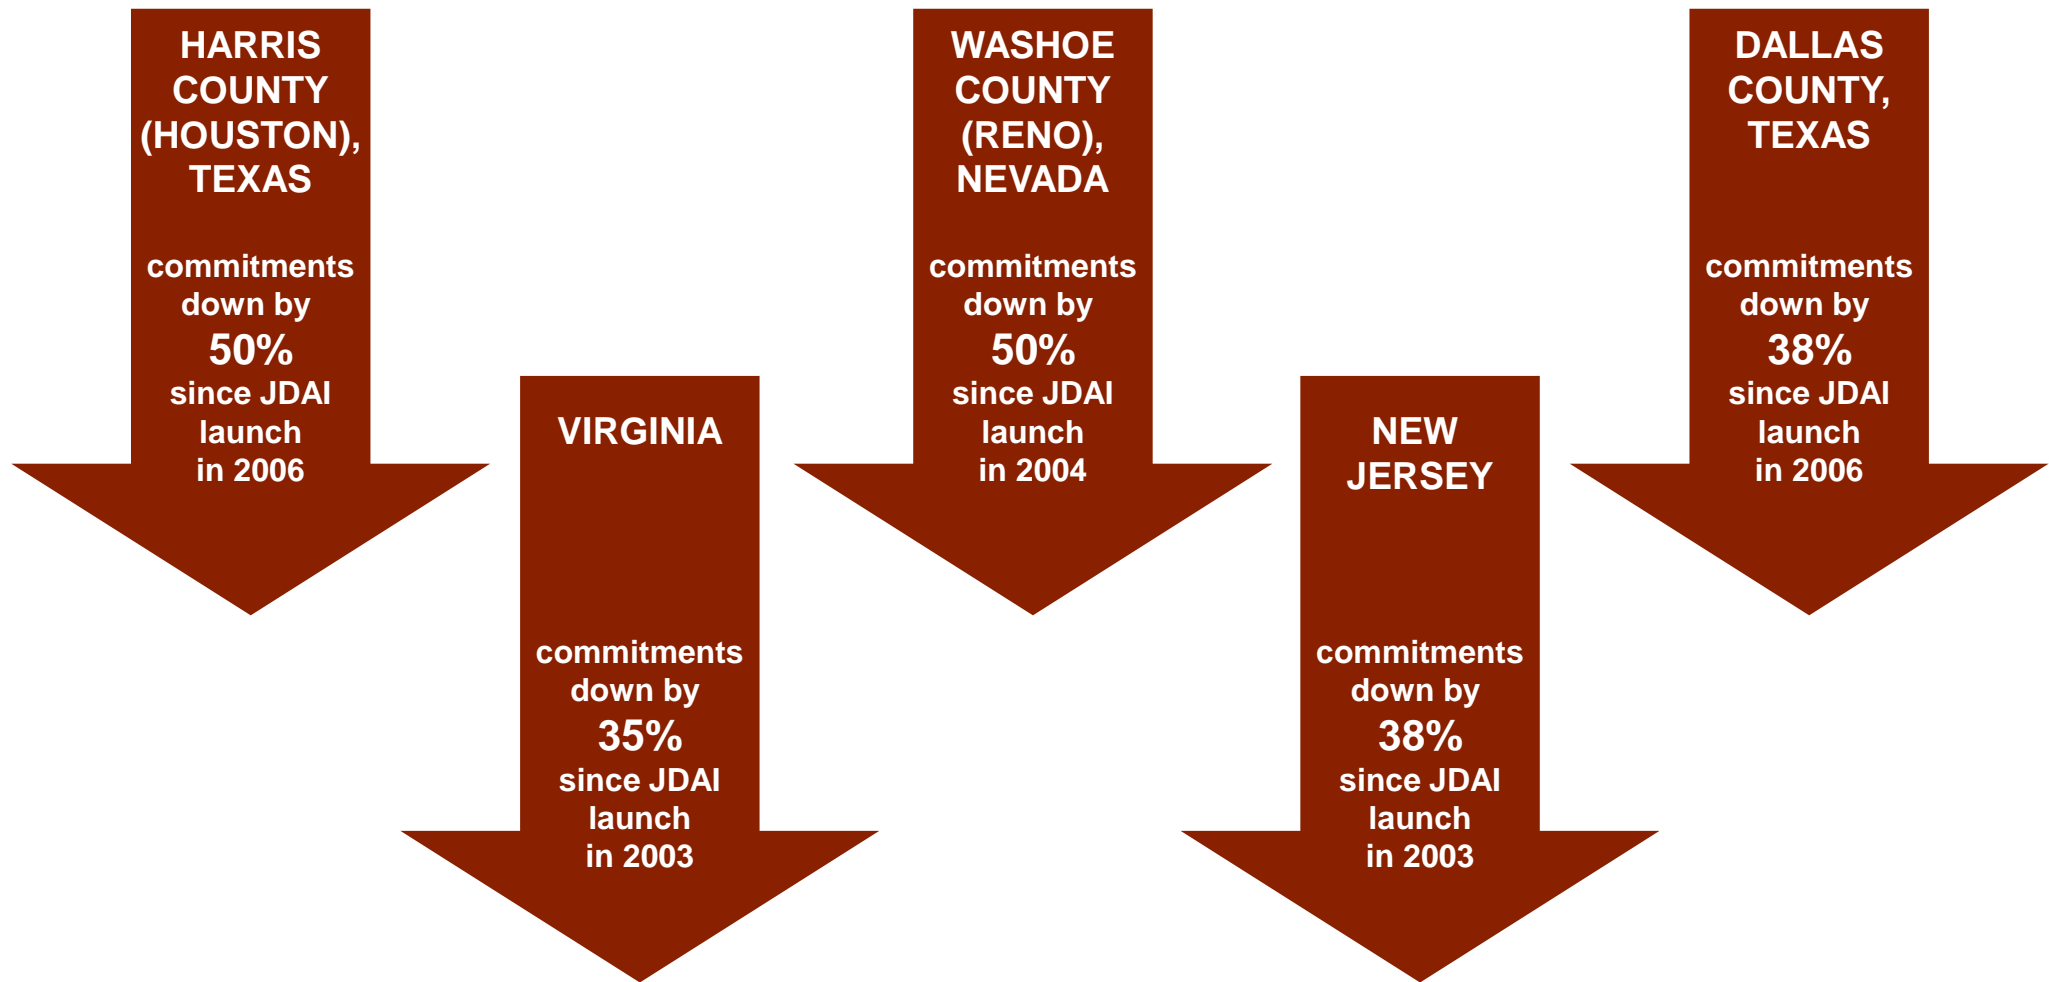 HARRIS
COUNTY
(HOUSTON),
TEXAS
commitments
down by
50%
since JDAI
launch
in 2006
VIRGINIA
commitments
down by
35%
since JDAI
launch
in 2003
WASHOE
COUNTY
(RENO),
NEVADA
commitments
down by
50%
since JDAI
launch
in 2004
NEW
JERSEY
commitments
down by
38%
since JDAI
launch
in 2003
DALLAS
COUNTY,
TEXAS
commitments
down by
38%
since JDAI
launch
in 2006